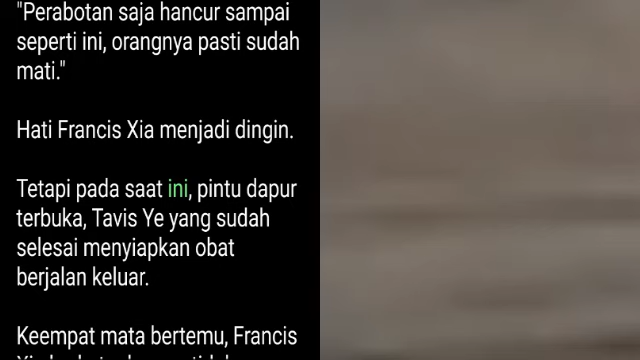 "Perabotan saja hancur sampai
seperti ini, orangnya pasti sudah
mati."
Hati Francis Xia menjadi dingin.
Tetapi pada saat ini, pintu dapur
terbuka, Tavis Ye yang sudah
selesai menyiapkan obat
berjalan keluar.
Keempat mata bertemu, Francis